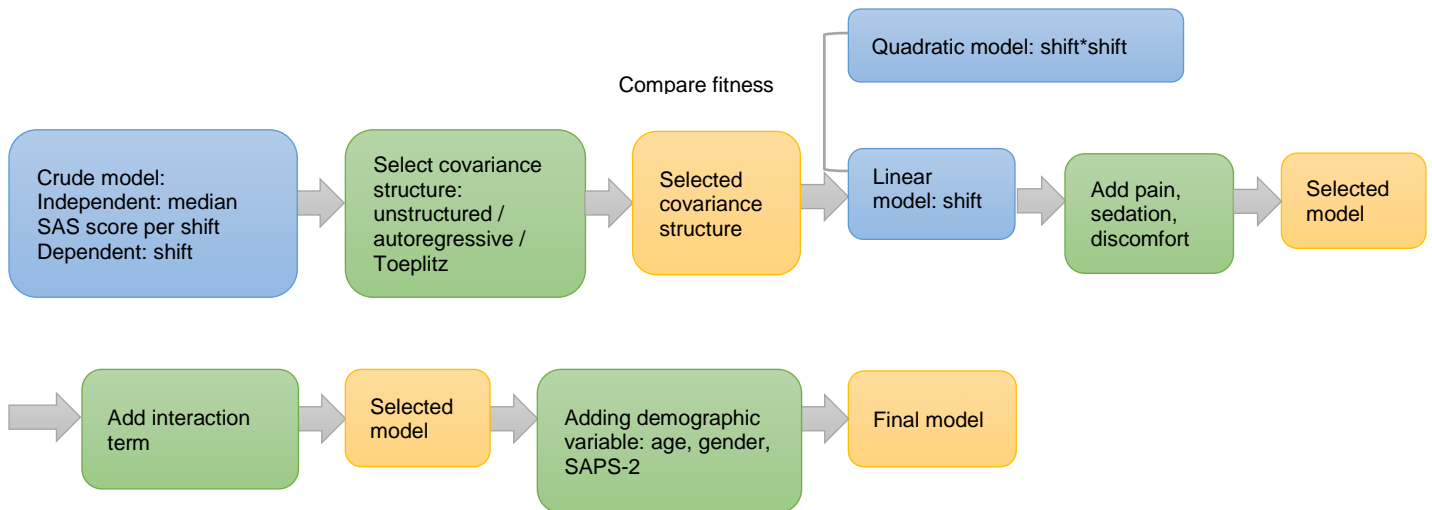 Quadratic model: shift*shift
Compare fitness
Crude model:
Independent: median
SAS score per shift
Dependent: shift
Select covariance
structure:
unstructured /
autoregressive /
Toeplitz
Selected
covariance
structure
Linear
model: shift
Add pain,
sedation,
discomfort
Selected
model
Add interaction
term
Selected
model
Adding demographic
variable: age, gender,
SAPS-2
Final model